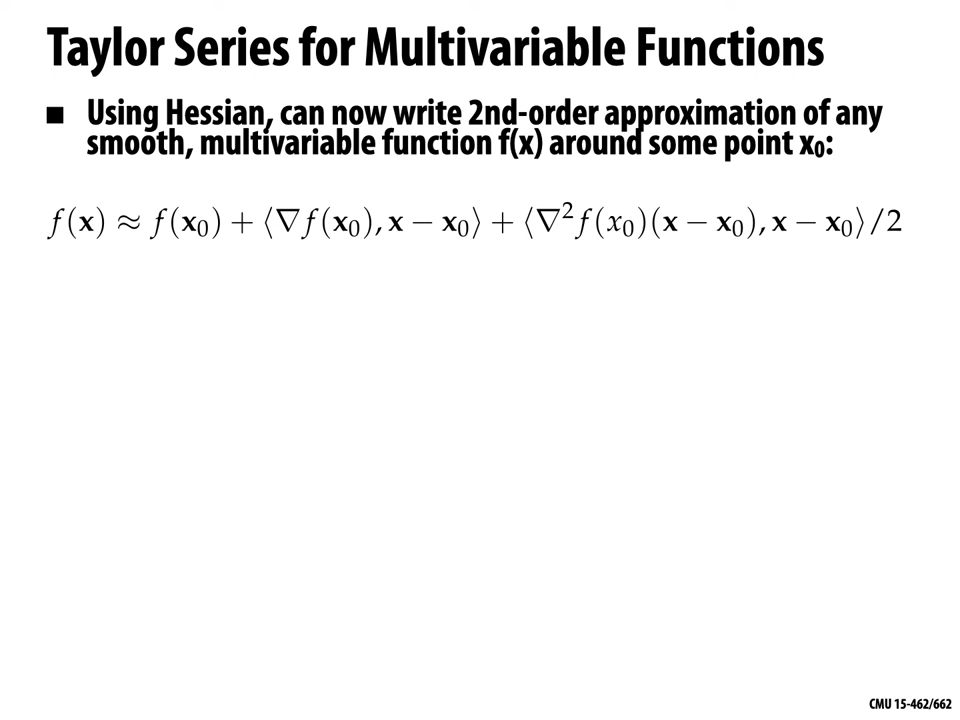 Taylor Series for Multivariable Functions
■ Using Hessian, can now write 2nd-order approximation of any
smooth, multivariable function f(x) around some point x₀:
f(𝐱) ≈ f(𝐱₀) + ⟨∇f(𝐱₀), 𝐱 − 𝐱₀⟩ + ⟨∇²f(x₀)(𝐱 − 𝐱₀), 𝐱 − 𝐱₀⟩/2
CMU 15-462/662